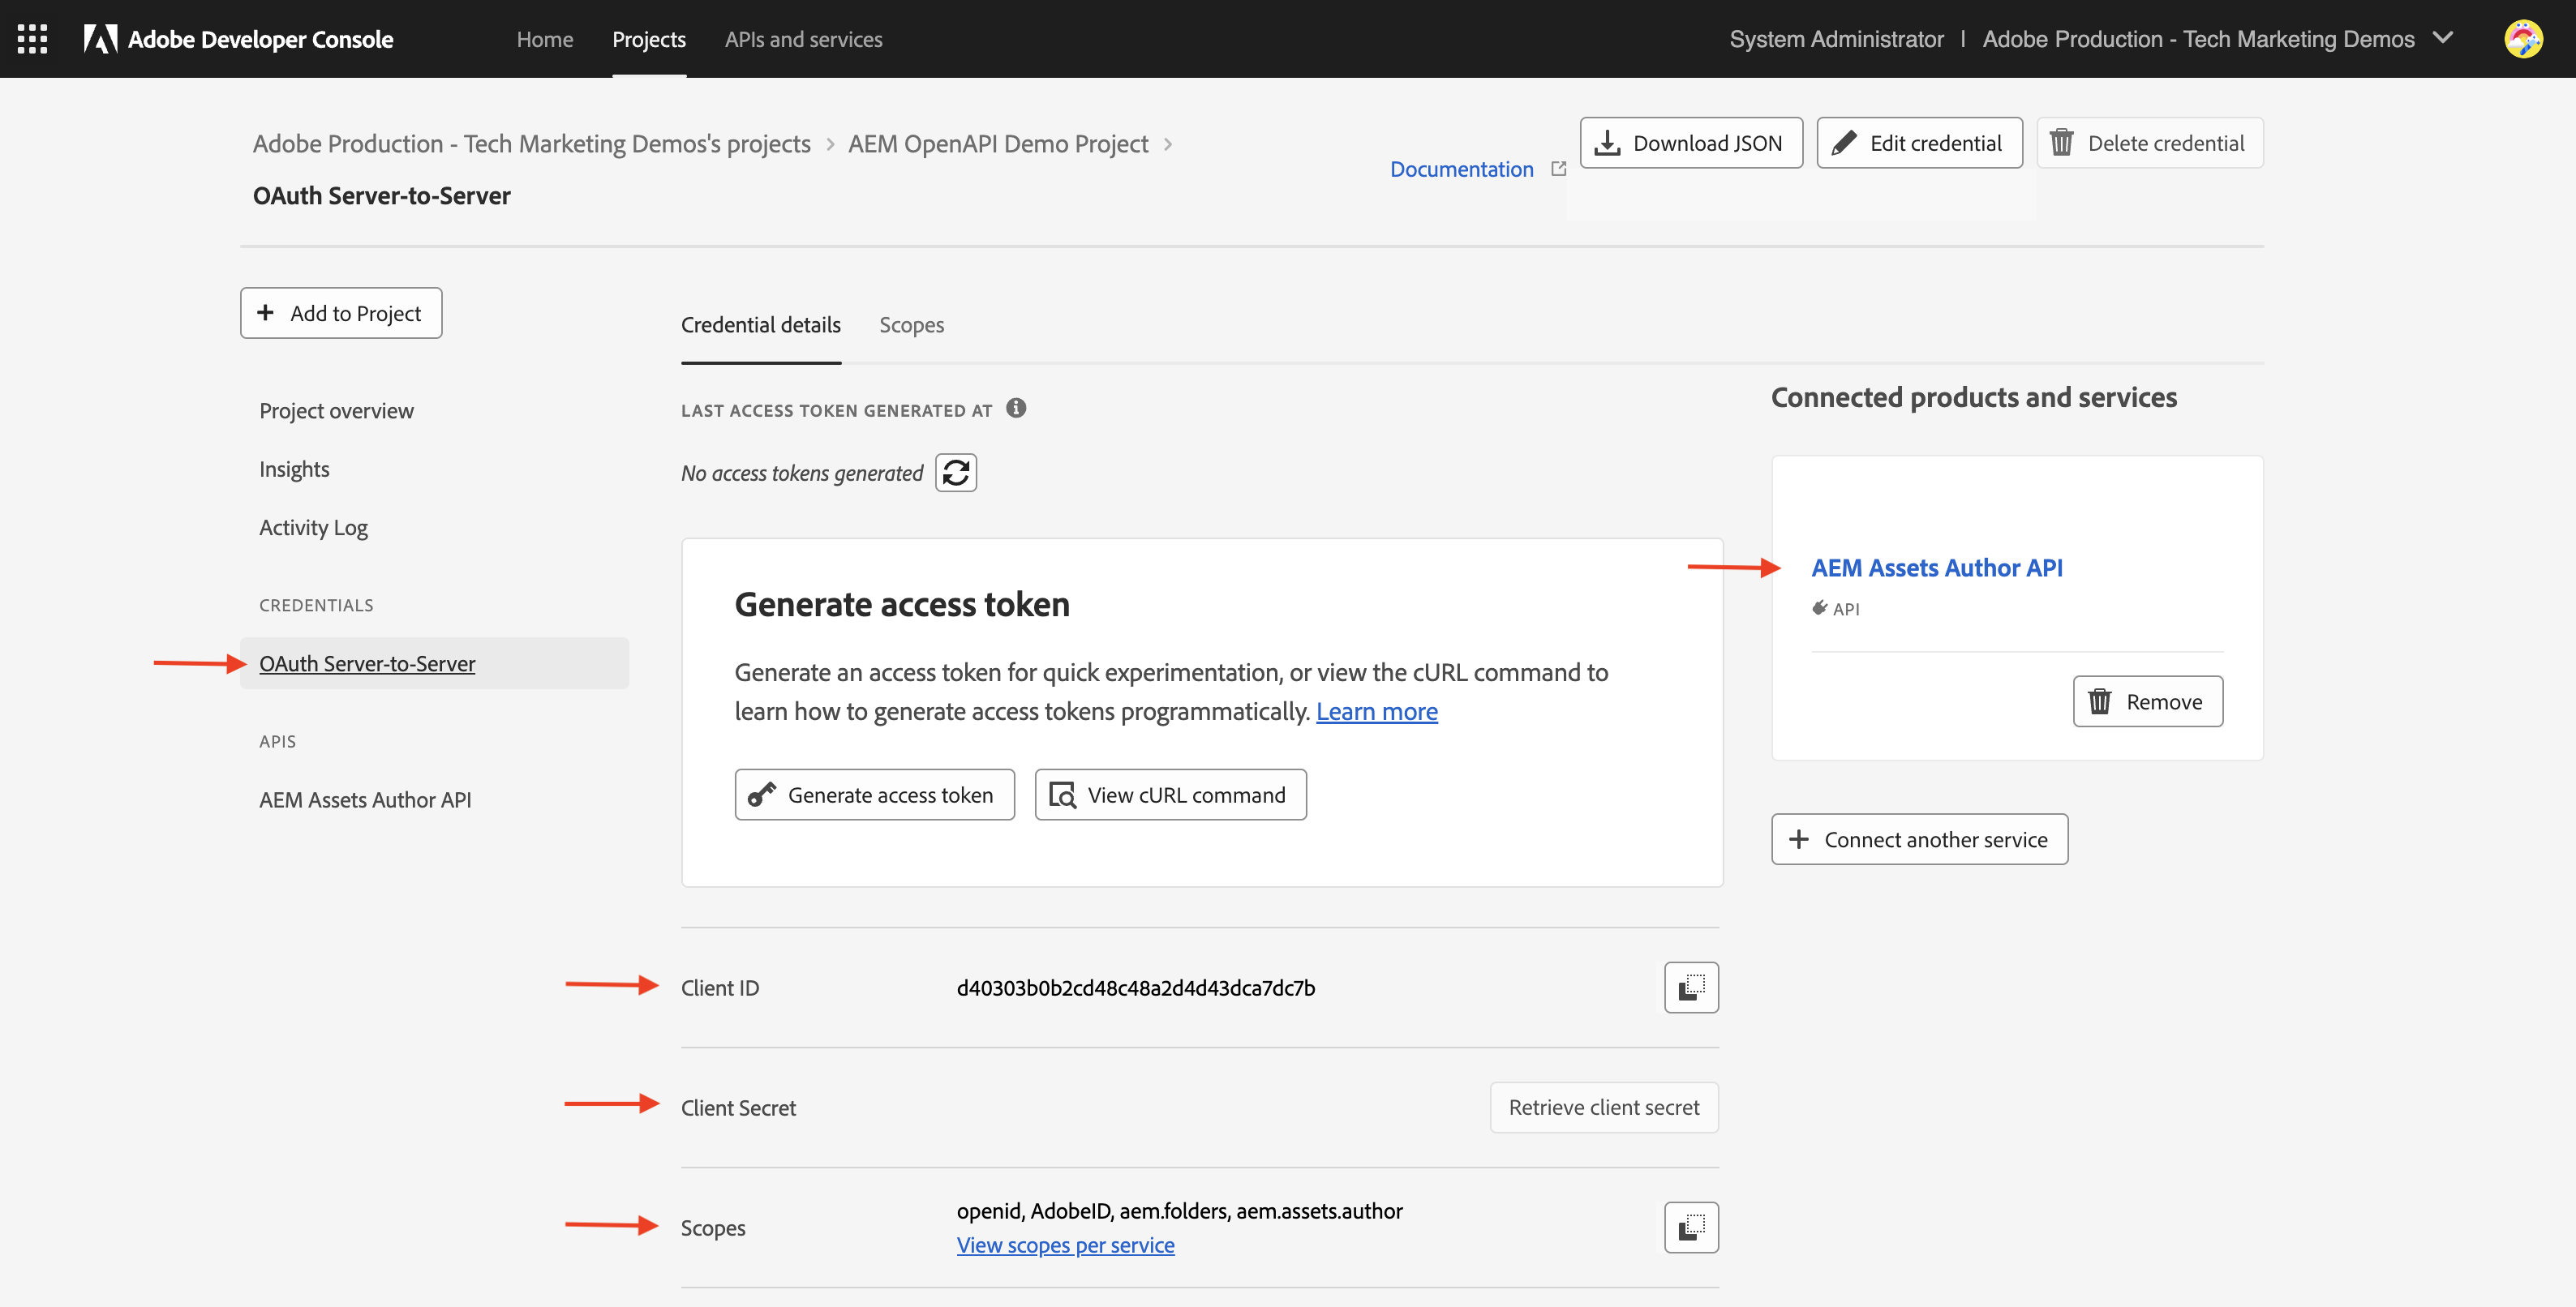 Adobe Developer Console
Home
Projects
APIs and services
System Administrator | Adobe Production - Tech Marketing Demos
Adobe Production - Tech Marketing Demos's projects > AEM OpenAPI Demo Project >
OAuth Server-to-Server
Documentation
Download JSON
Edit credential
Delete credential
Add to Project
Project overview
Insights
Activity Log
CREDENTIALS
OAuth Server-to-Server
APIS
AEM Assets Author API
Credential details
Scopes
LAST ACCESS TOKEN GENERATED AT
No access tokens generated
Generate access token
Generate an access token for quick experimentation, or view the cURL command to
learn how to generate access tokens programmatically. Learn more
Generate access token
View cURL command
Client ID
d40303b0b2cd48c48a2d4d43dca7dc7b
Client Secret
Retrieve client secret
Scopes
openid, AdobeID, aem.folders, aem.assets.author
View scopes per service
Connected products and services
AEM Assets Author API
API
Remove
Connect another service